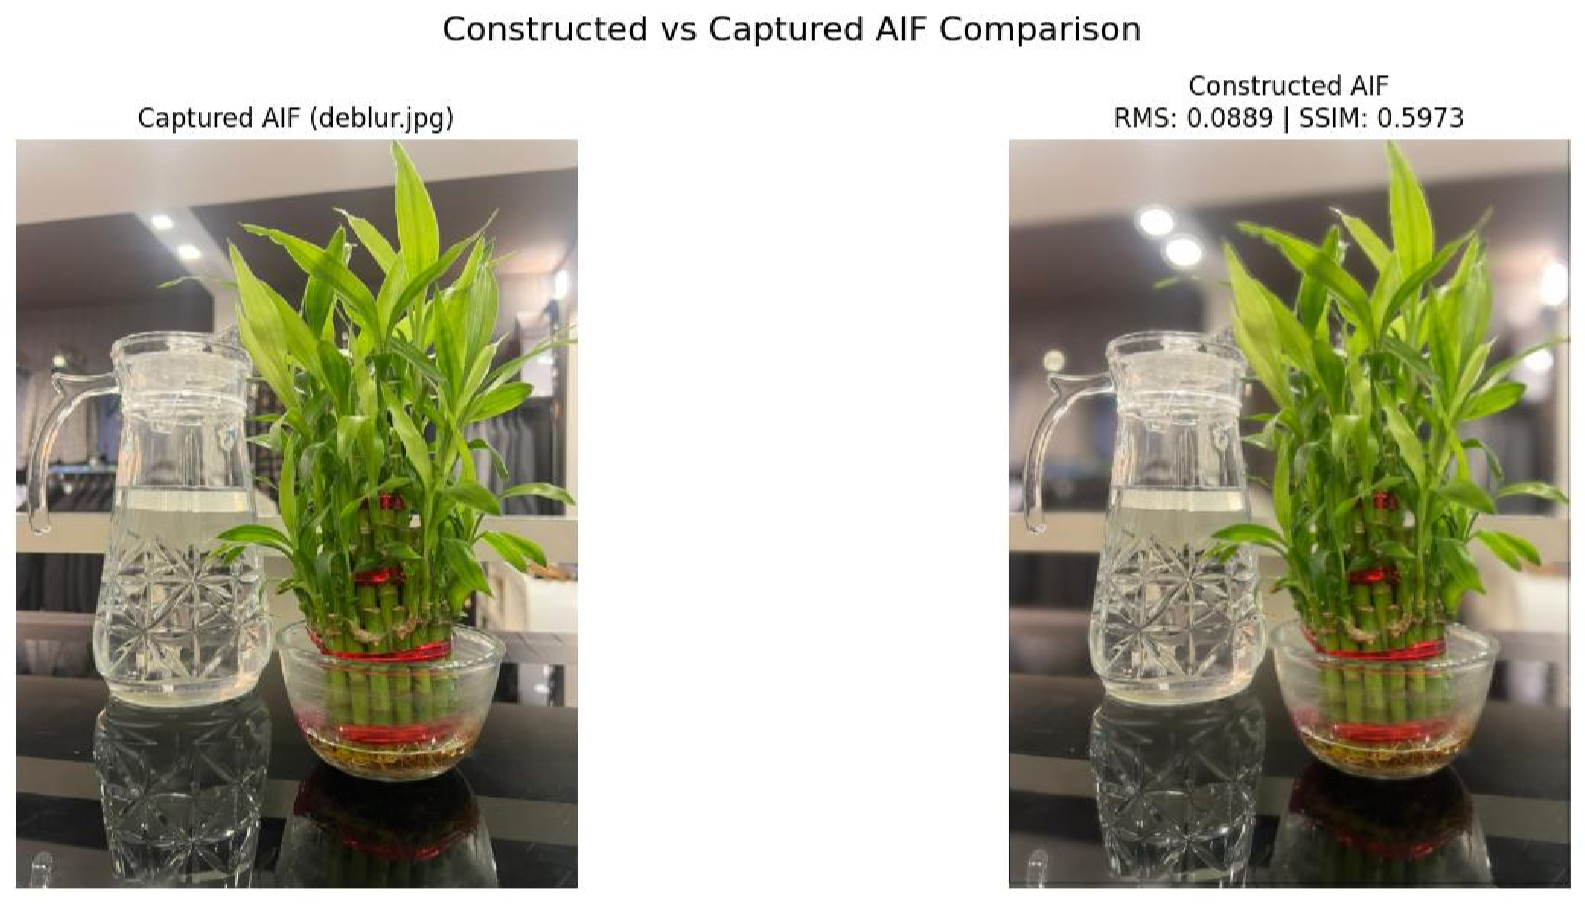 Constructed vs Captured AIF Comparison
Captured AIF (deblur.jpg)
Constructed AIF
RMS: 0.0889 | SSIM: 0.5973